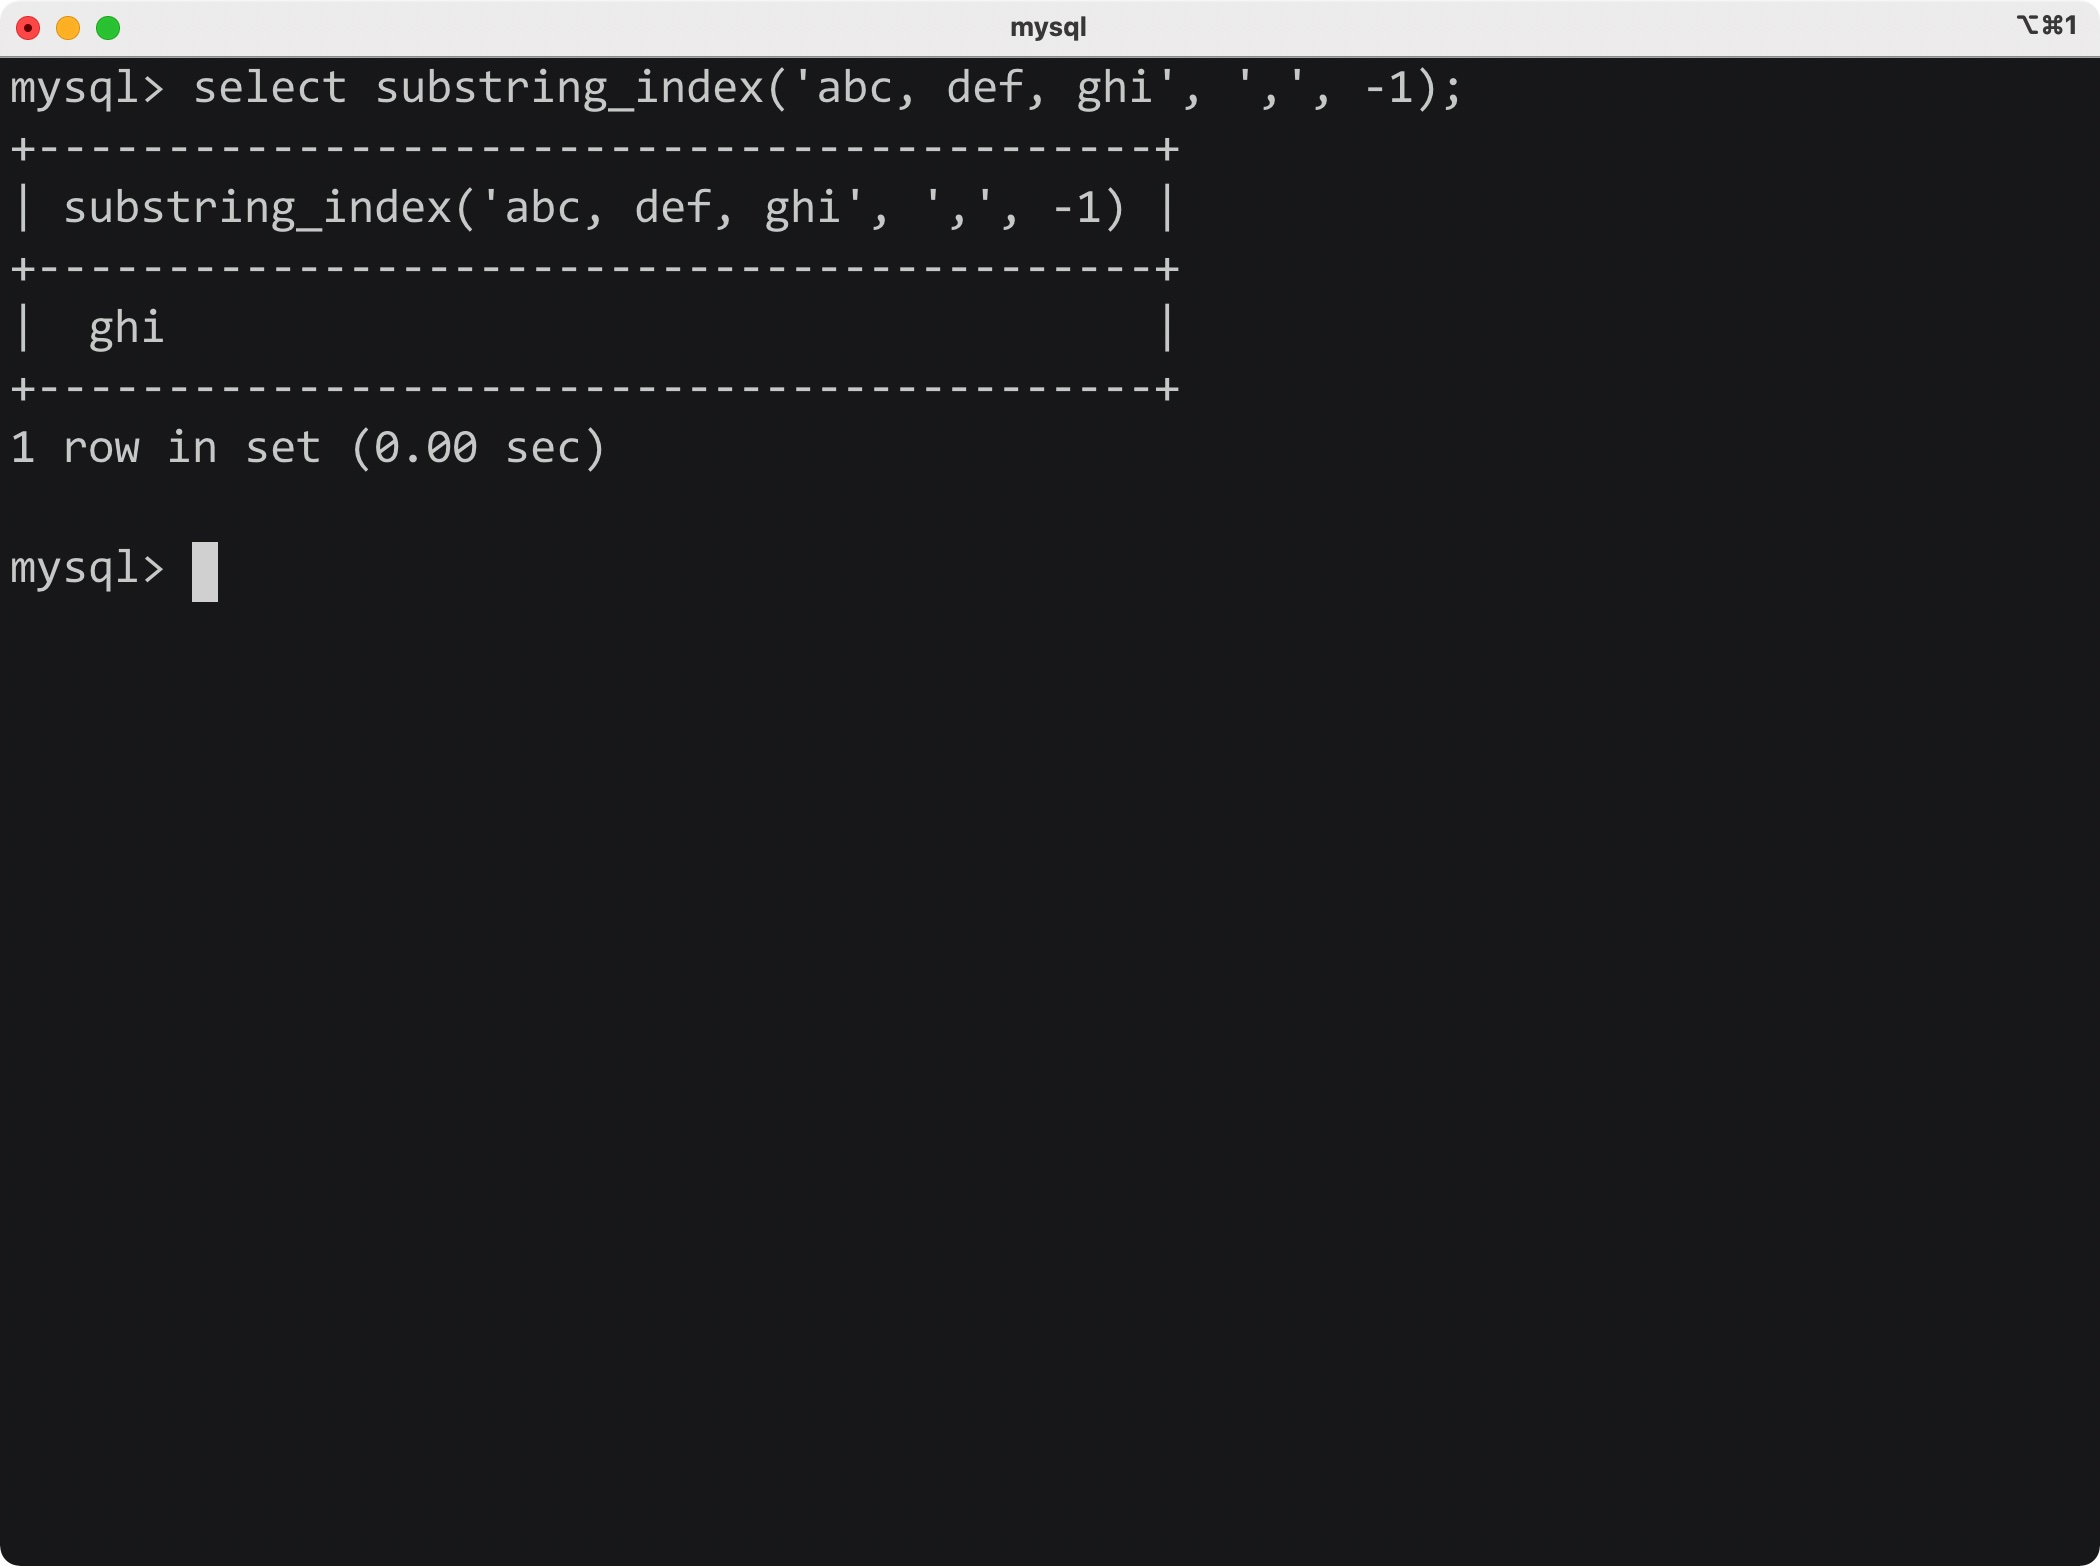 mysql
⌥⌘1
mysql> select substring_index('abc, def, ghi', ',', -1);
+-------------------------------------------+
| substring_index('abc, def, ghi', ',', -1) |
+-------------------------------------------+
|  ghi                                      |
+-------------------------------------------+
1 row in set (0.00 sec)
mysql>